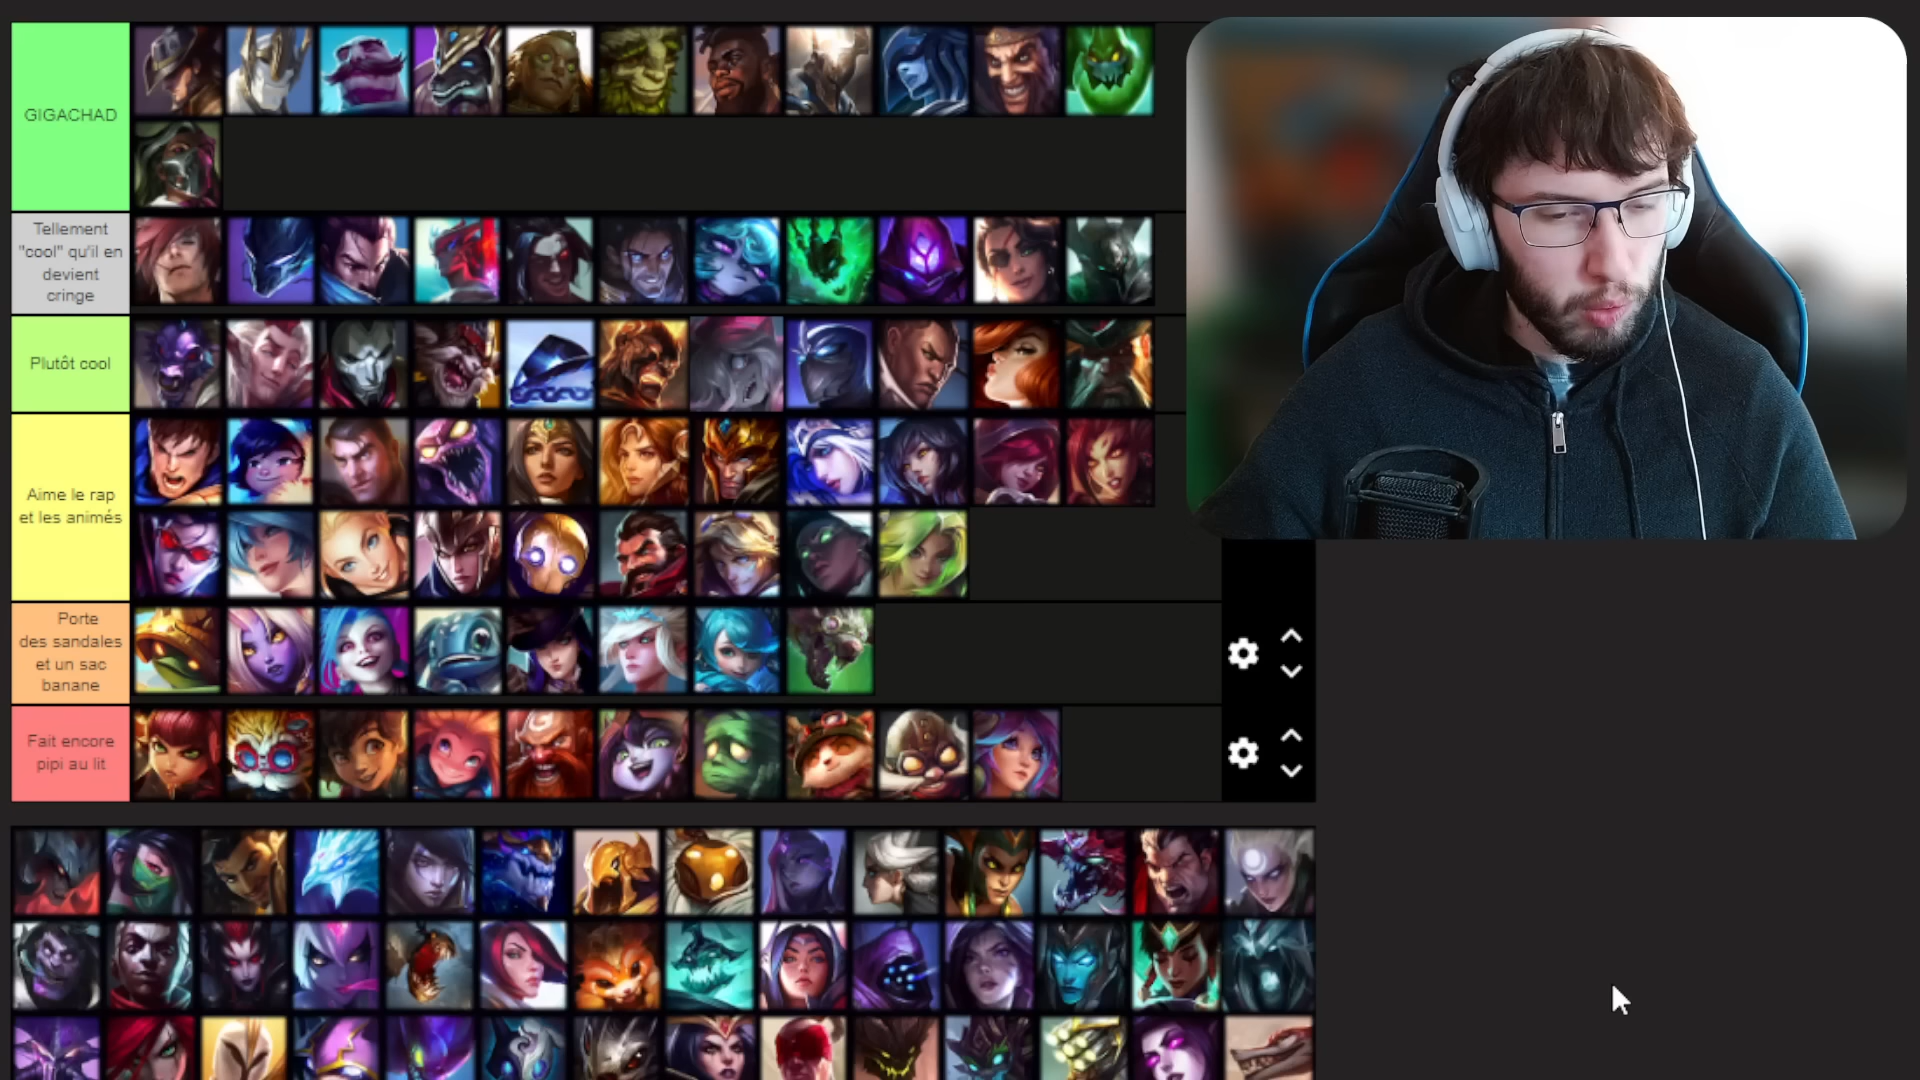 GIGACHAD
Tellement
"cool" qu'il en
devient
cringe
Plutôt cool
Aime le rap
et les animés
Porte
des sandales
et un sac
banane
Fait encore
pipi au lit